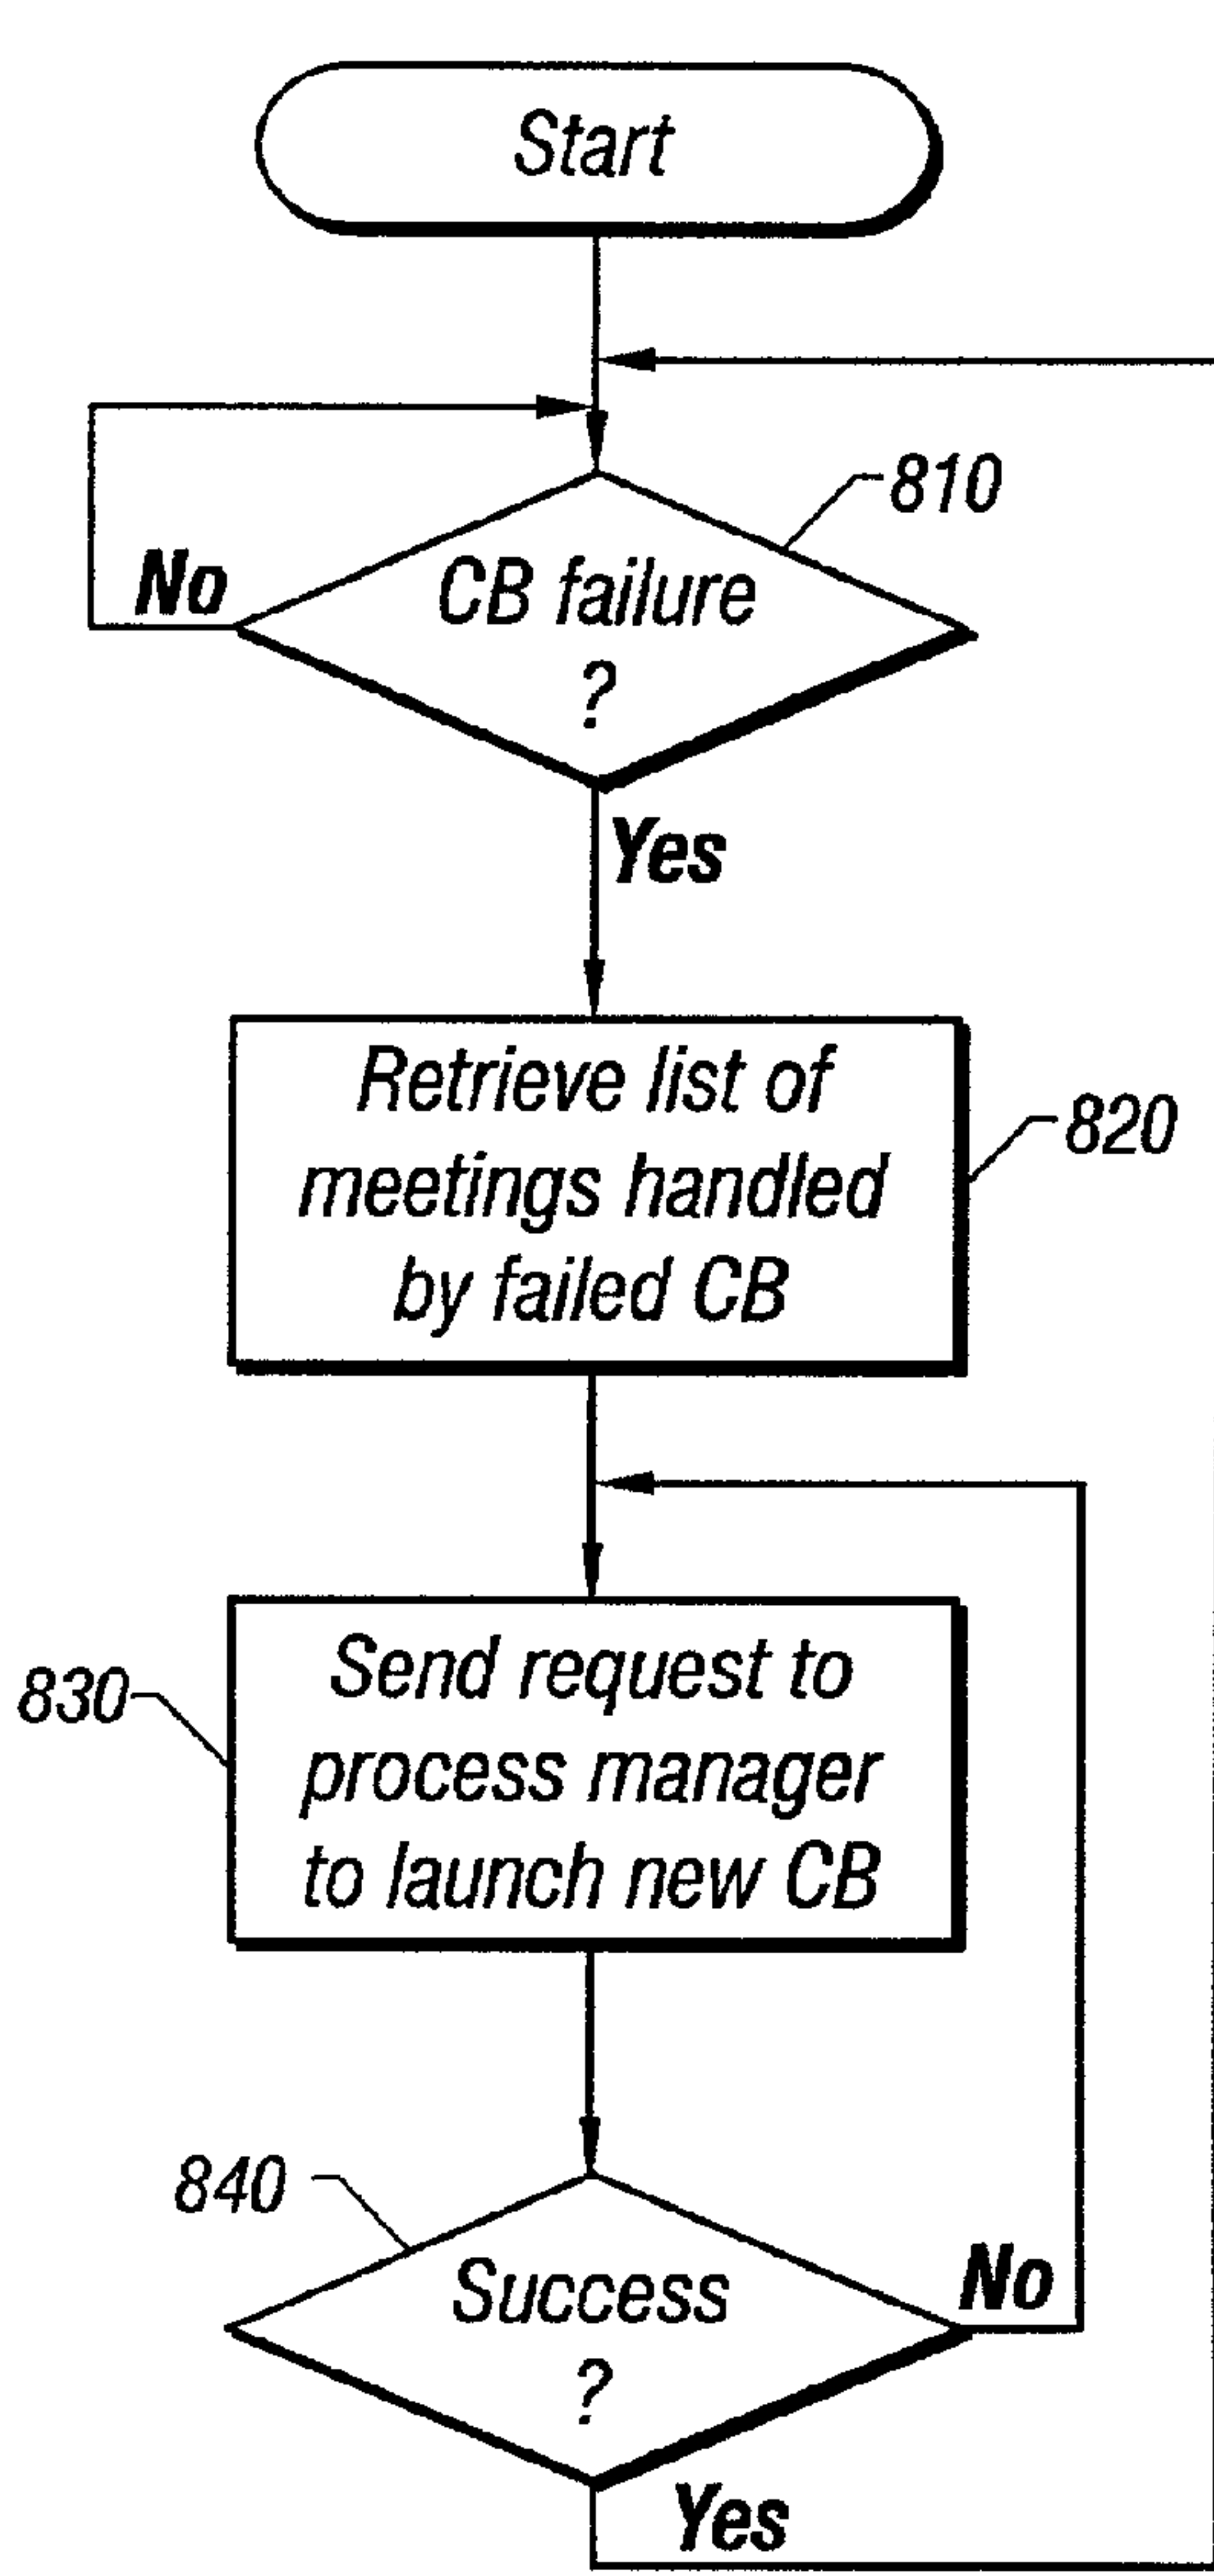 Start
810
CB failure
?
No
Yes
Retrieve list of
meetings handled
by failed CB
820
Send request to
process manager
to launch new CB
830
840
Success
?
No
Yes